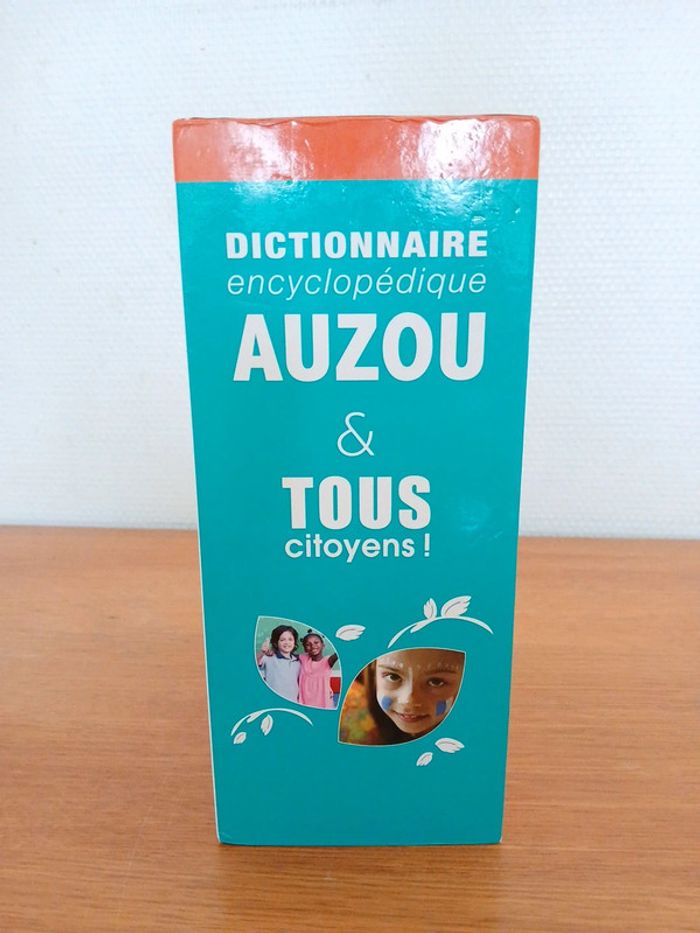 DICTIONNAIRE
encyclopédique
AUZOU
&
TOUS
citoyens !